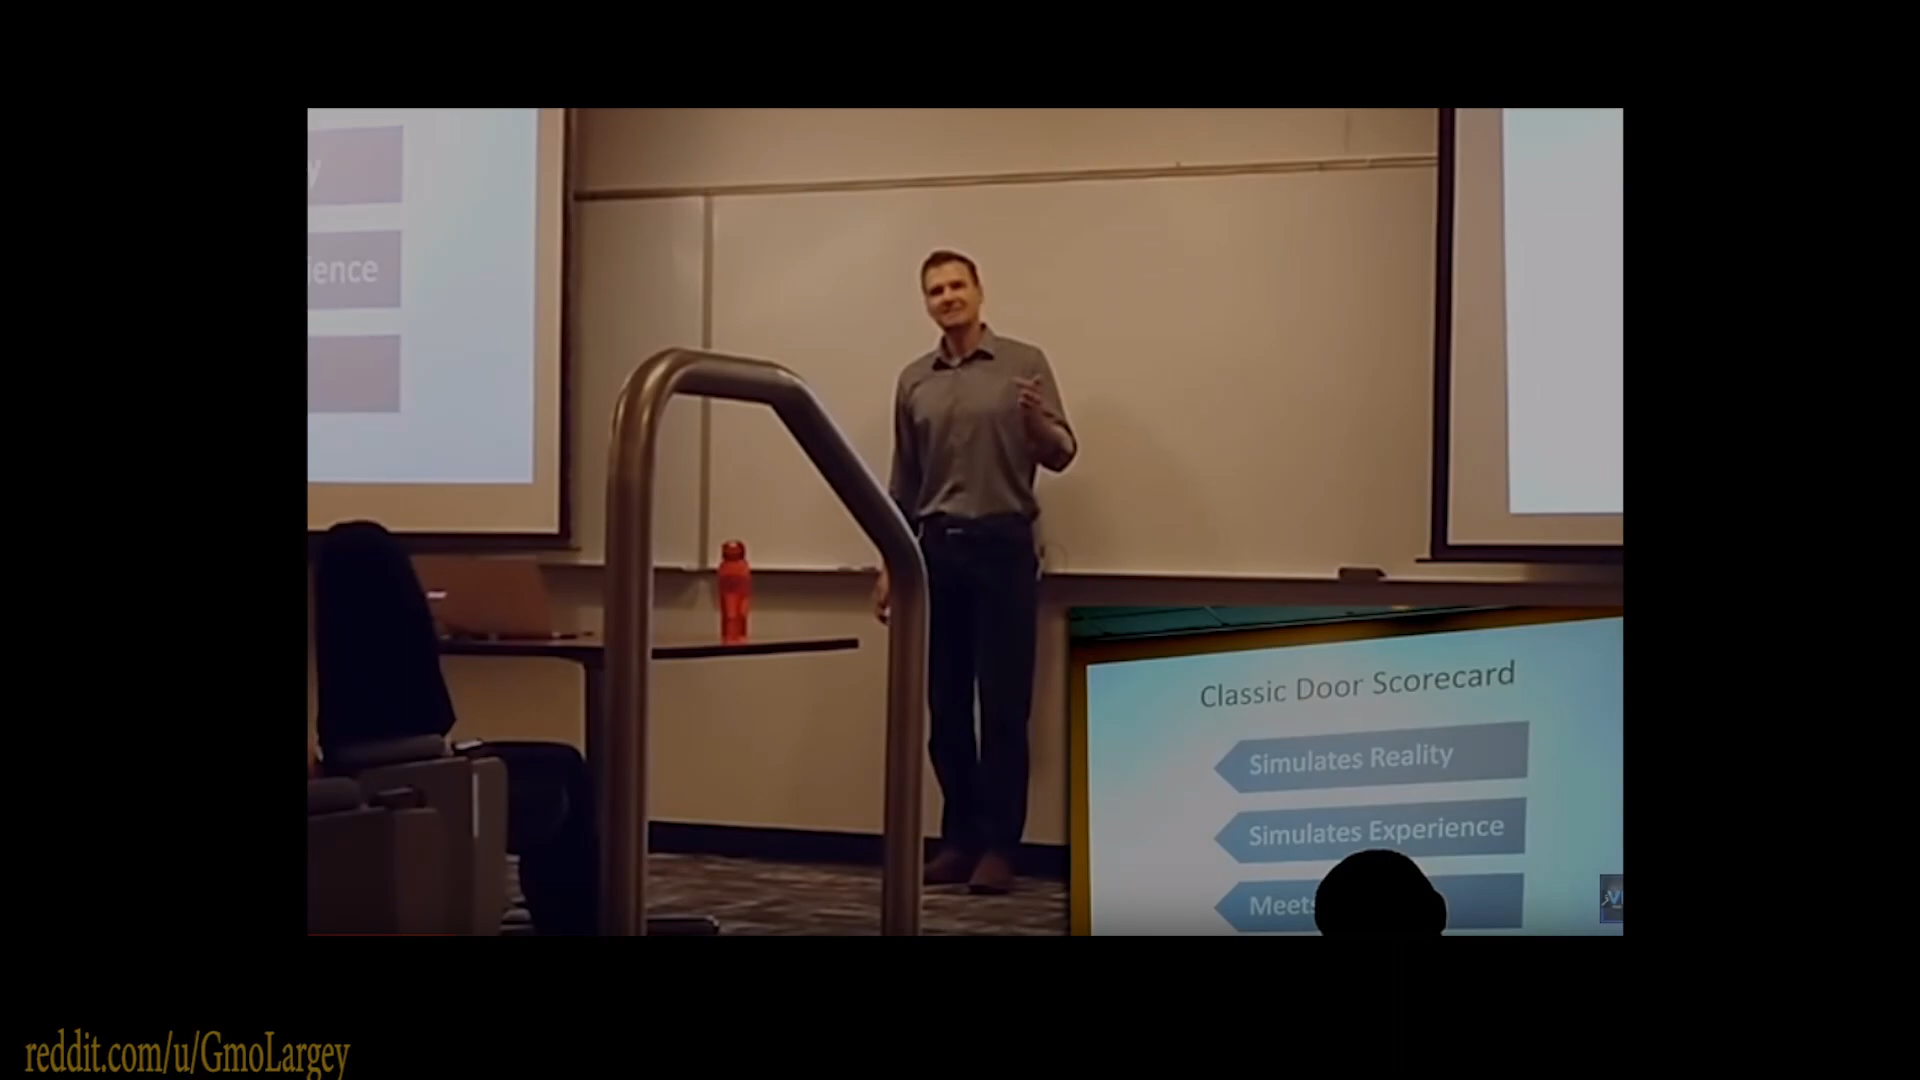 y
ience
Classic Door Scorecard
Simulates Reality
Simulates Experience
Meets
reddit.com/u/GmoLargey